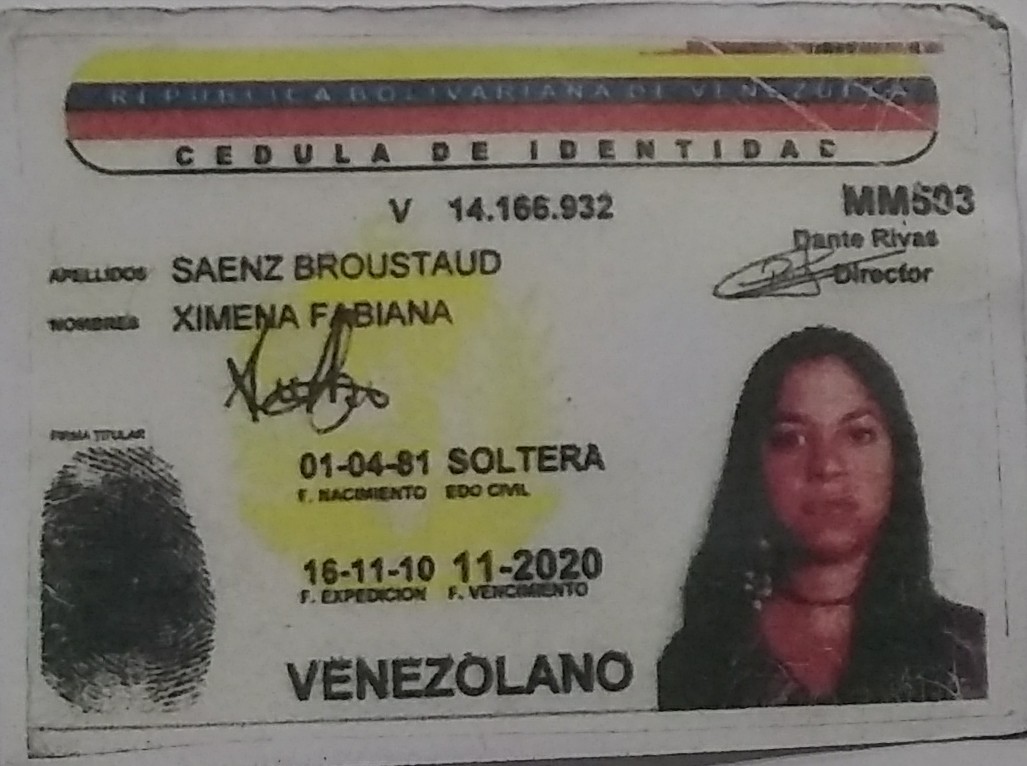 REPUBLICA BOLIVARIANA DE VENEZUELA
CEDULA DE IDENTIDAD
V 14.166.932
MM503
Dante Rivas
Director
APELLIDOS SAENZ BROUSTAUD
NOMBRES XIMENA FABIANA
FIRMA TITULAR
01-04-81 SOLTERA
F. NACIMIENTO EDO CIVIL
16-11-10 11-2020
F. EXPEDICION F. VENCIMIENTO
VENEZOLANO